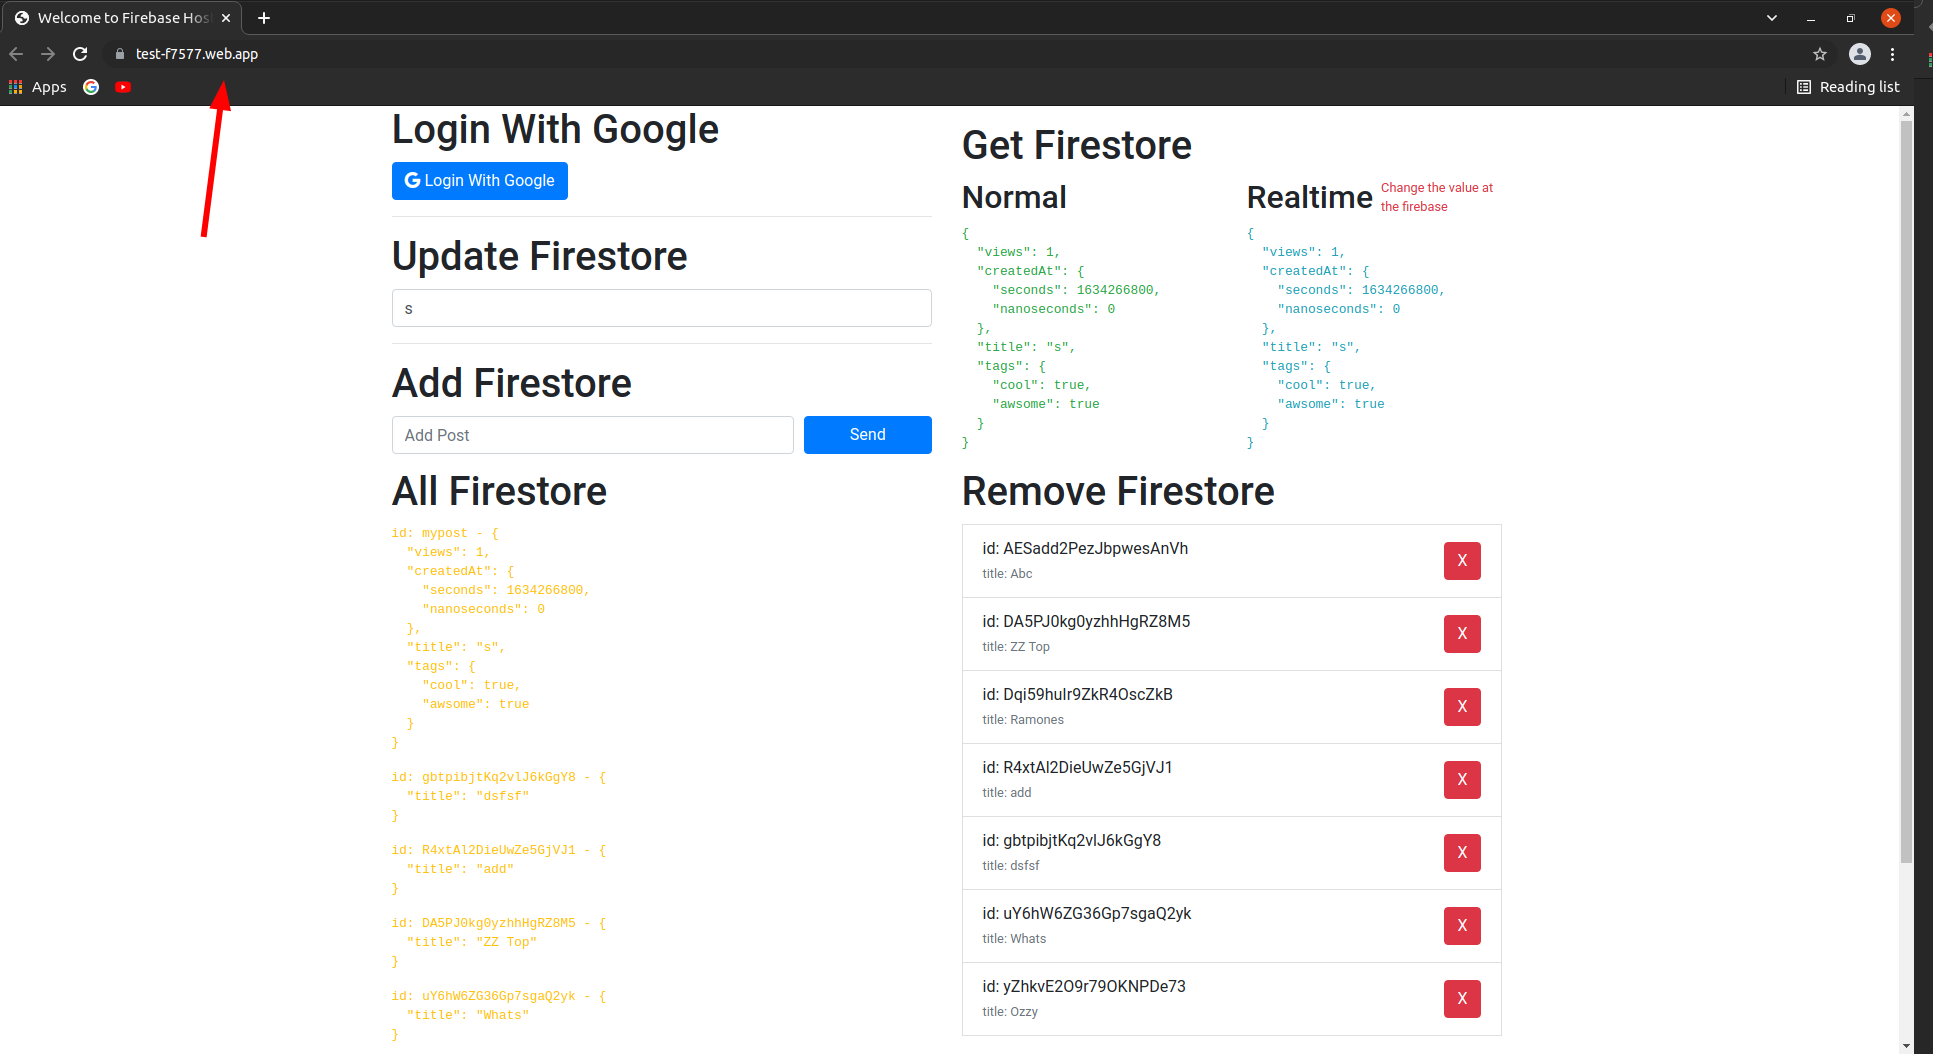 Welcome to Firebase Hos
test-f7577.web.app
Apps
Reading list
Login With Google
Login With Google
Update Firestore
s
Add Firestore
Add Post
Send
Get Firestore
Normal
{
  "views": 1,
  "createdAt": {
    "seconds": 1634266800,
    "nanoseconds": 0
  },
  "title": "s",
  "tags": {
    "cool": true,
    "awsome": true
  }
}
Realtime
Change the value at
the firebase
{
  "views": 1,
  "createdAt": {
    "seconds": 1634266800,
    "nanoseconds": 0
  },
  "title": "s",
  "tags": {
    "cool": true,
    "awsome": true
  }
}
All Firestore
id: mypost - {
  "views": 1,
  "createdAt": {
    "seconds": 1634266800,
    "nanoseconds": 0
  },
  "title": "s",
  "tags": {
    "cool": true,
    "awsome": true
  }
}
id: gbtpibjtKq2vlJ6kGgY8 - {
  "title": "dsfsf"
}
id: R4xtAl2DieUwZe5GjVJ1 - {
  "title": "add"
}
id: DA5PJ0kg0yzhhHgRZ8M5 - {
  "title": "ZZ Top"
}
id: uY6hW6ZG36Gp7sgaQ2yk - {
  "title": "Whats"
}
Remove Firestore
id: AESadd2PezJbpwesAnVh
title: Abc
X
id: DA5PJ0kg0yzhhHgRZ8M5
title: ZZ Top
X
id: Dqi59huIr9ZkR4OscZkB
title: Ramones
X
id: R4xtAl2DieUwZe5GjVJ1
title: add
X
id: gbtpibjtKq2vlJ6kGgY8
title: dsfsf
X
id: uY6hW6ZG36Gp7sgaQ2yk
title: Whats
X
id: yZhkvE2O9r79OKNPDe73
title: Ozzy
X